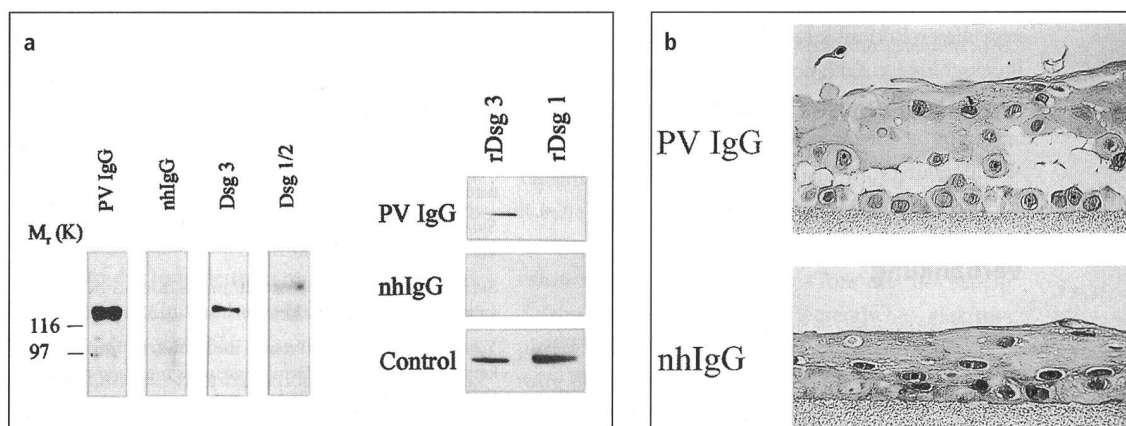 a
PV IgG
nhIgG
Dsg 3
Dsg 1/2
Mr (K)
116
97
rDsg 3
rDsg 1
PV IgG
nhIgG
Control
b
PV IgG
nhIgG